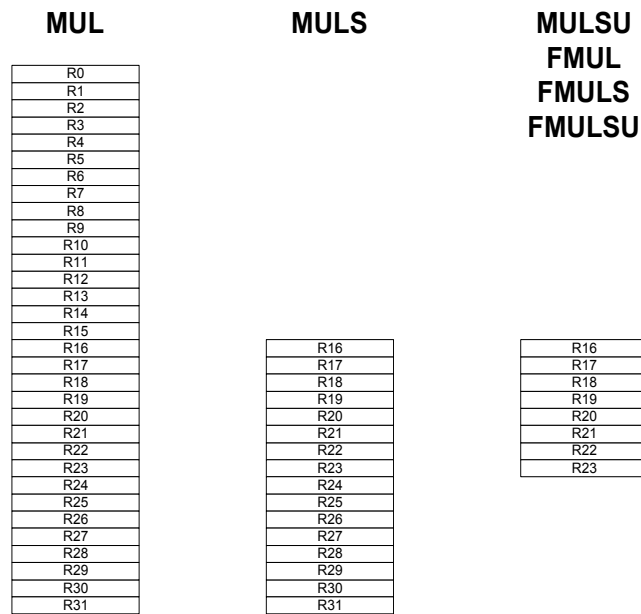 MUL
R0
R1
R2
R3
R4
R5
R6
R7
R8
R9
R10
R11
R12
R13
R14
R15
R16
R17
R18
R19
R20
R21
R22
R23
R24
R25
R26
R27
R28
R29
R30
R31
MULS
R16
R17
R18
R19
R20
R21
R22
R23
R24
R25
R26
R27
R28
R29
R30
R31
MULSU
FMUL
FMULS
FMULSU
R16
R17
R18
R19
R20
R21
R22
R23